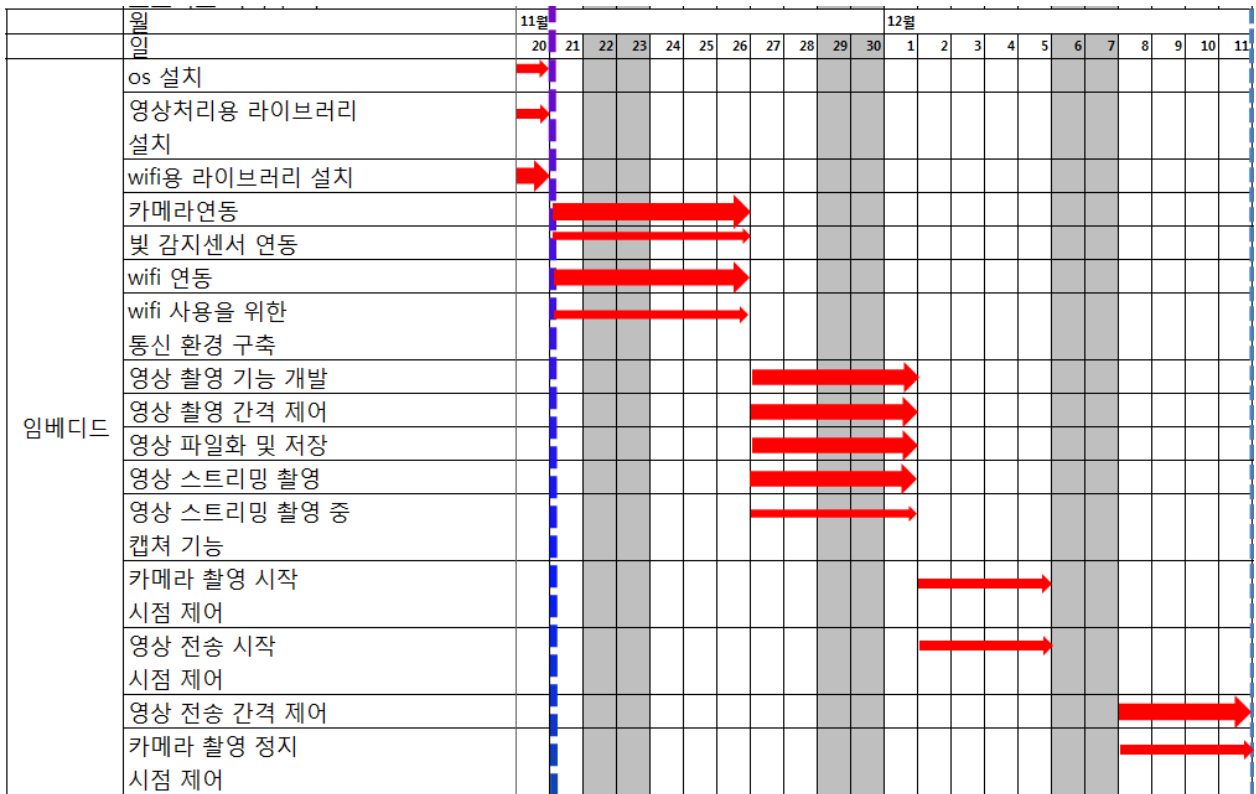 월 11월 12월
일 20 21 22 23 24 25 26 27 28 29 30 1 2 3 4 5 6 7 8 9 10 11
os 설치
영상처리용 라이브러리
설치
wifi용 라이브러리 설치
카메라연동
빛 감지센서 연동
wifi 연동
wifi 사용을 위한
통신 환경 구축
영상 촬영 기능 개발
영상 촬영 간격 제어
임베디드
영상 파일화 및 저장
영상 스트리밍 촬영
영상 스트리밍 촬영 중
캡쳐 기능
카메라 촬영 시작
시점 제어
영상 전송 시작
시점 제어
영상 전송 간격 제어
카메라 촬영 정지
시점 제어